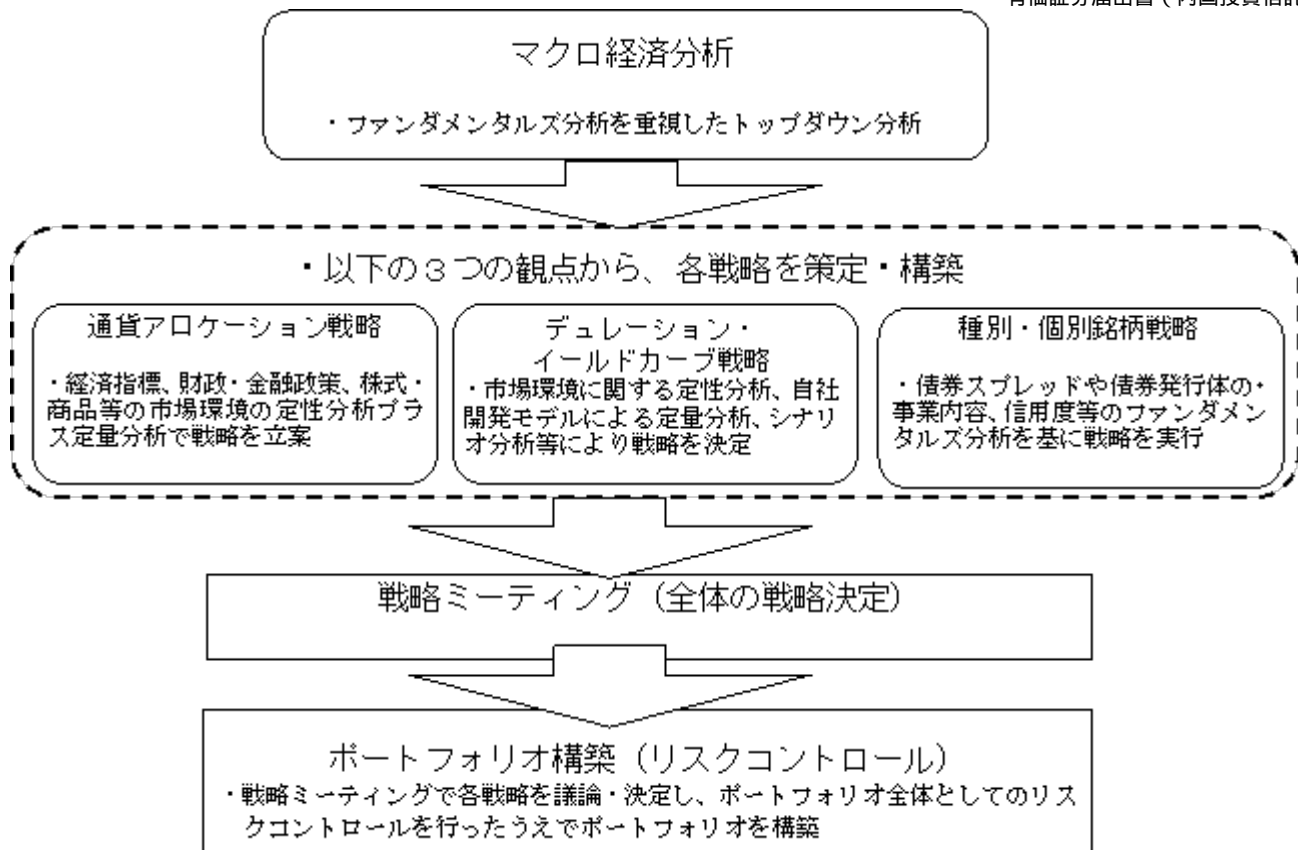 有価証券届出書（内国投資信託
マクロ経済分析
・ファンダメンタルズ分析を重視したトップダウン分析
・以下の３つの観点から、各戦略を策定・構築
通貨アロケーション戦略
・経済指標、財政・金融政策、株式・
商品等の市場環境の定性分析プラ
ス定量分析で戦略を立案
デュレーション・
イールドカーブ戦略
・市場環境に関する定性分析、自社
開発モデルによる定量分析、シナリ
オ分析等により戦略を決定
種別・個別銘柄戦略
・債券スプレッドや債券発行体の・
事業内容、信用度等のファンダメン
タルズ分析を基に戦略を実行
戦略ミーティング（全体の戦略決定）
ポートフォリオ構築（リスクコントロール）
・戦略ミーティングで各戦略を議論・決定し、ポートフォリオ全体としてのリス
クコントロールを行ったうえでポートフォリオを構築